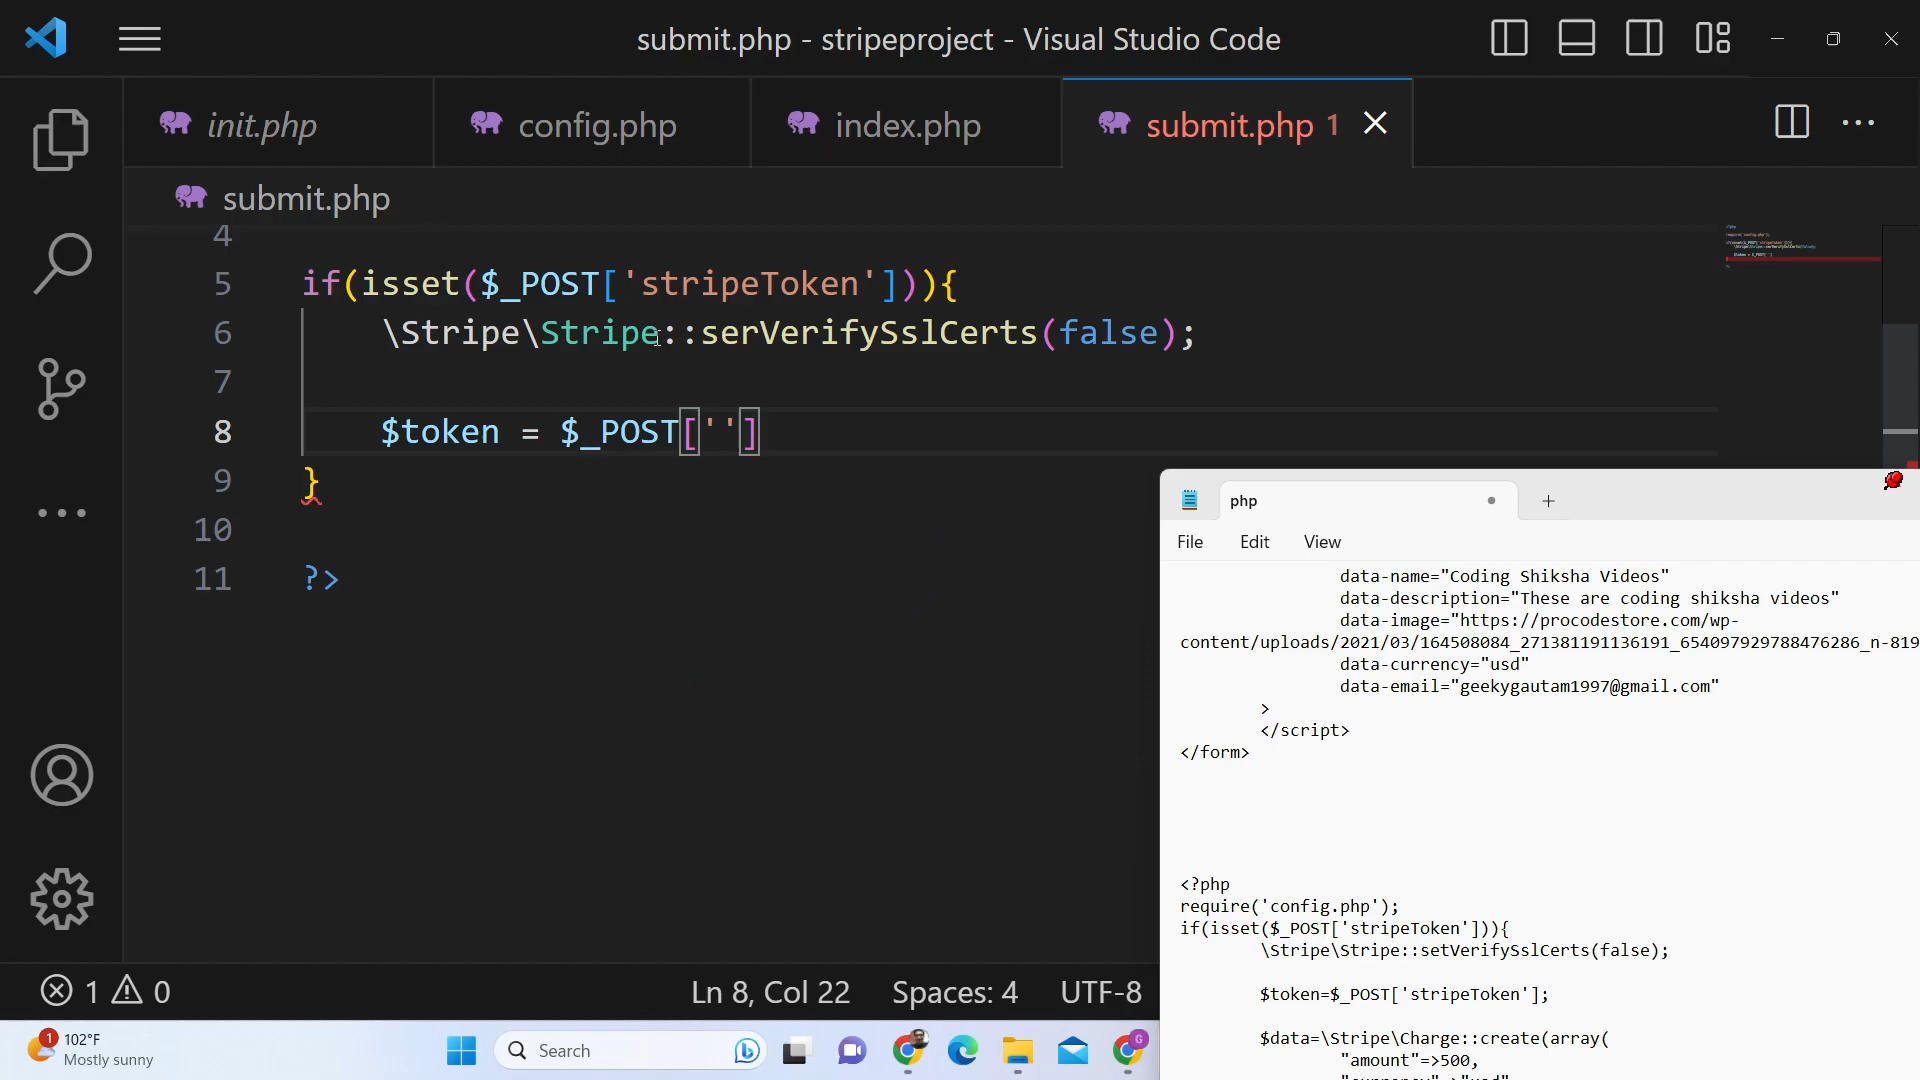 submit.php - stripeproject - Visual Studio Code
init.php
config.php
index.php
submit.php 1
submit.php
4
5 if(isset($_POST['stripeToken'])){
6 \Stripe\Stripe::serVerifySslCerts(false);
7
8 $token = $_POST['']
9 }
10
11 ?>
php
File Edit View
data-name="Coding Shiksha Videos"
data-description="These are coding shiksha videos"
data-image="https://procodestore.com/wp-
content/uploads/2021/03/164508084_271381191136191_654097929788476286_n-819
data-currency="usd"
data-email="geekygautam1997@gmail.com"
>
</script>
</form>
<?php
require('config.php');
if(isset($_POST['stripeToken'])){
\Stripe\Stripe::setVerifySslCerts(false);
$token=$_POST['stripeToken'];
$data=\Stripe\Charge::create(array(
"amount"=>500,
"currency"=>"usd"
1 0
Ln 8, Col 22 Spaces: 4 UTF-8
1
102°F
Mostly sunny
Search
G